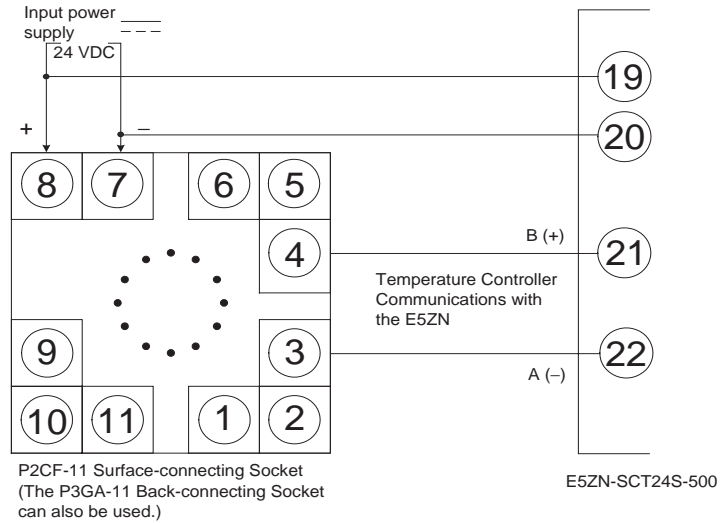 Input power
supply
24 VDC
19
20
+
−
8
7
6
5
4
B (+)
21
Temperature Controller
Communications with
the E5ZN
9
3
22
A (−)
10
11
1
2
P2CF-11 Surface-connecting Socket
(The P3GA-11 Back-connecting Socket
can also be used.)
E5ZN-SCT24S-500